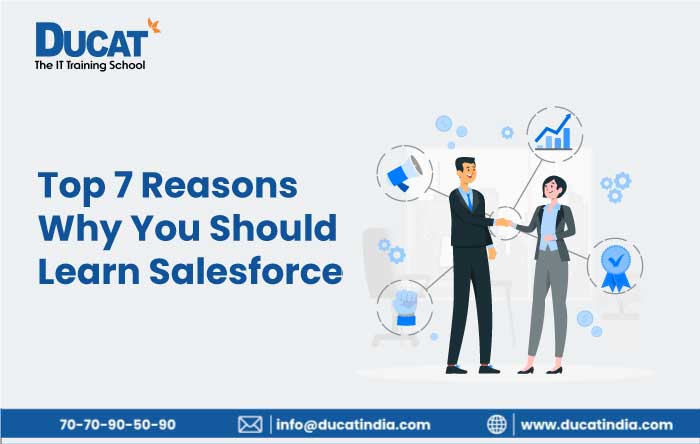 DUCAT
The IT Training School
Top 7 Reasons
Why You Should
Learn Salesforce
70-70-90-50-90 info@ducatindia.com www.ducatindia.com